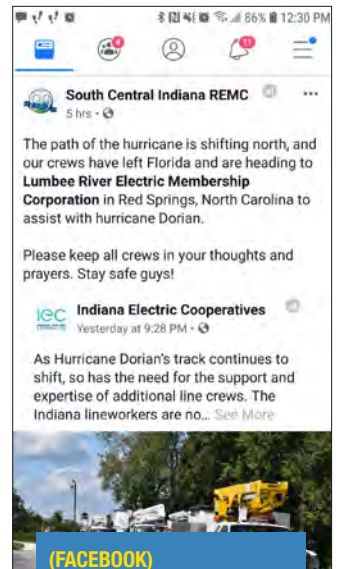 86% 12:30 PM
4
11
South Central Indiana REMC
5 hrs •
The path of the hurricane is shifting north, and
our crews have left Florida and are heading to
Lumbee River Electric Membership
Corporation in Red Springs, North Carolina to
assist with hurricane Dorian.
Please keep all crews in your thoughts and
prayers. Stay safe guys!
iec
Indiana Electric Cooperatives
Yesterday at 9:28 PM •
As Hurricane Dorian's track continues to
shift, so has the need for the support and
expertise of additional line crews. The
Indiana lineworkers are no... See More
(FACEBOOK)